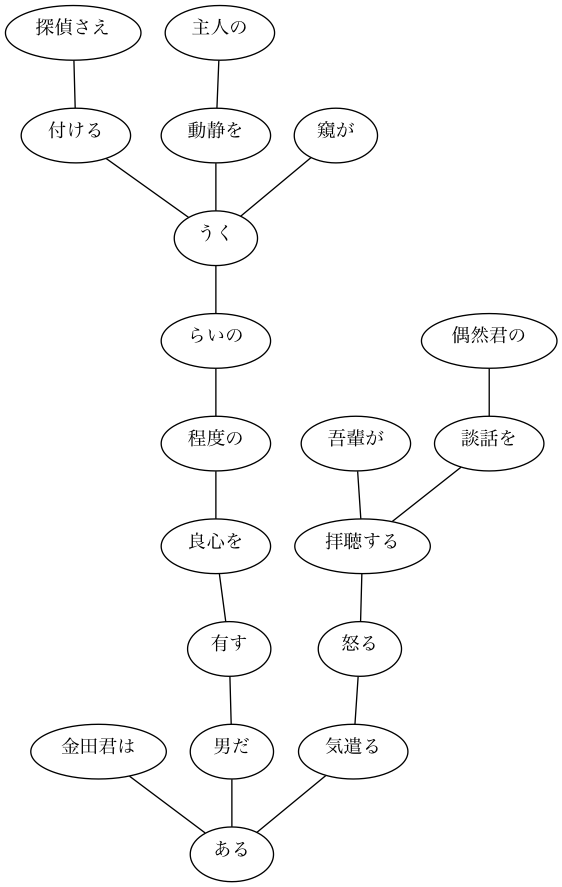 探偵さえ
主人の
付ける
動静を
窺が
うく
らいの
偶然君の
程度の
吾輩が
談話を
良心を
拝聴する
有す
怒る
金田君は
男だ
気遣る
ある